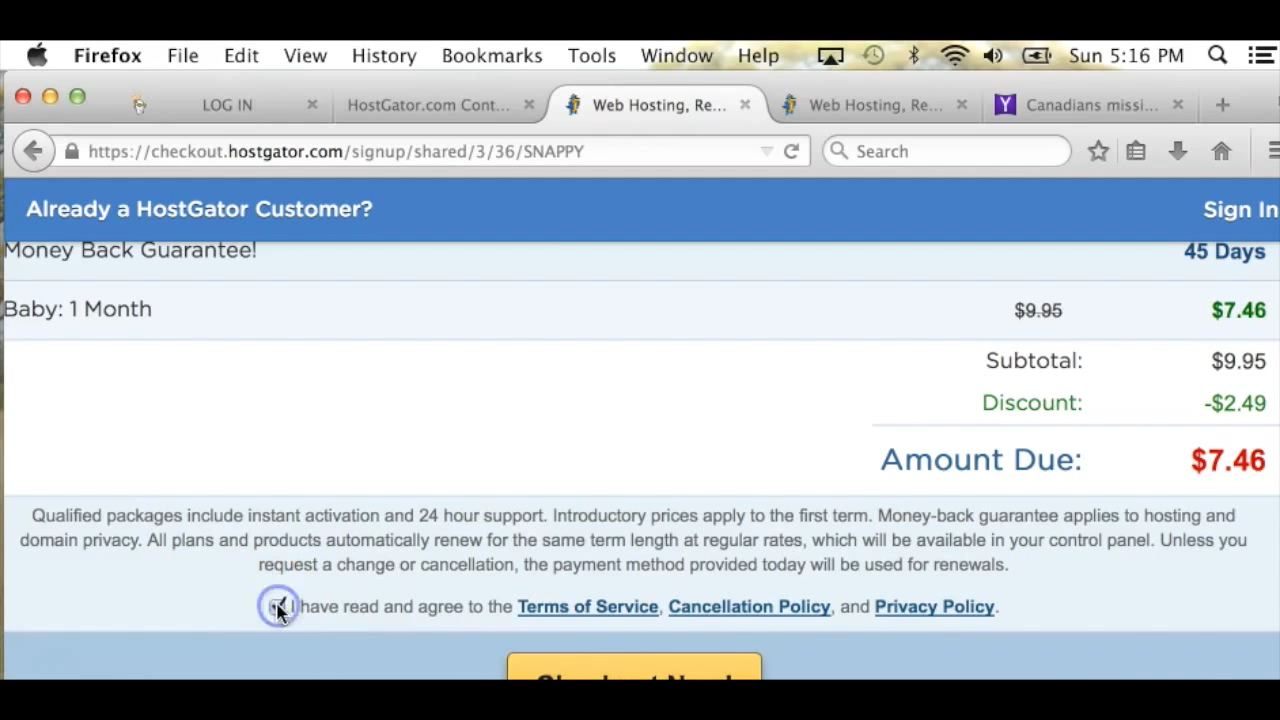 Firefox File Edit View History Bookmarks Tools Window Help Sun 5:16 PM
LOG IN HostGator.com Cont... Web Hosting, Re... Web Hosting, Re... Y Canadians missi...
https://checkout.hostgator.com/signup/shared/3/36/SNAPPY Search
Already a HostGator Customer? Sign In
Money Back Guarantee! 45 Days
Baby: 1 Month $9.95 $7.46
Subtotal: $9.95
Discount: -$2.49
Amount Due: $7.46
Qualified packages include instant activation and 24 hour support. Introductory prices apply to the first term. Money-back guarantee applies to hosting and
domain privacy. All plans and products automatically renew for the same term length at regular rates, which will be available in your control panel. Unless you
request a change or cancellation, the payment method provided today will be used for renewals.
I have read and agree to the Terms of Service, Cancellation Policy, and Privacy Policy.